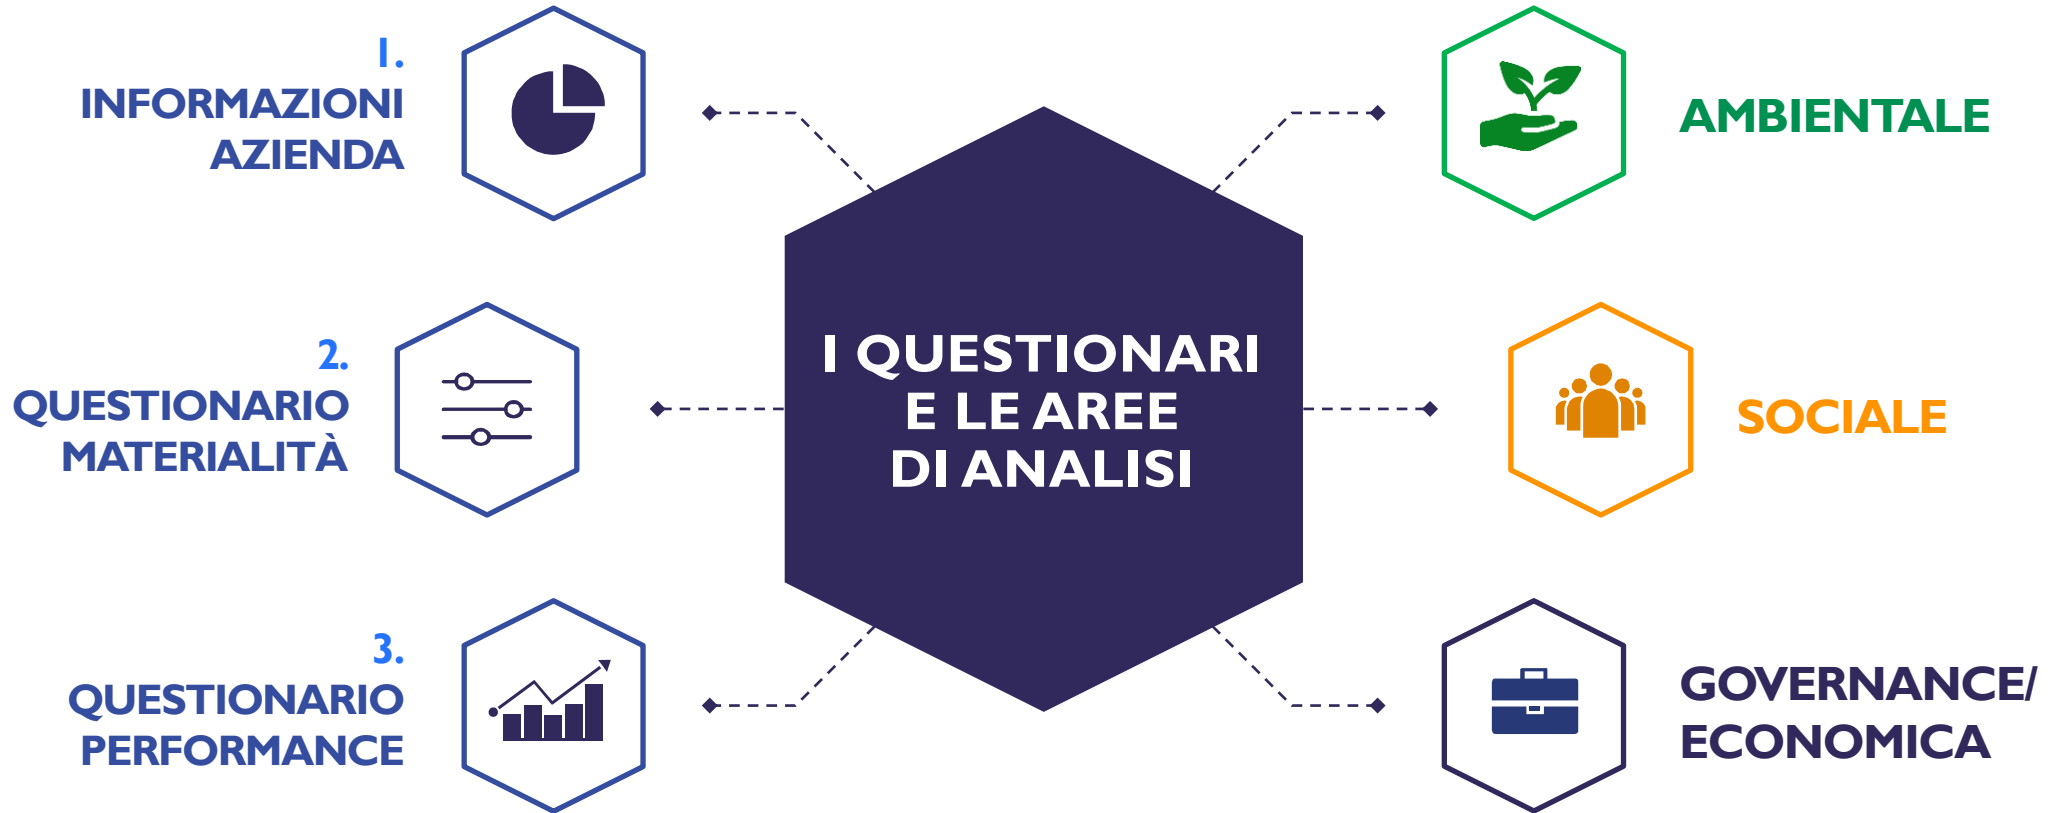 1.
INFORMAZIONI
AZIENDA
2.
QUESTIONARIO
MATERIALITÀ
3.
QUESTIONARIO
PERFORMANCE
I QUESTIONARI
E LE AREE
DI ANALISI
AMBIENTALE
SOCIALE
GOVERNANCE/
ECONOMICA